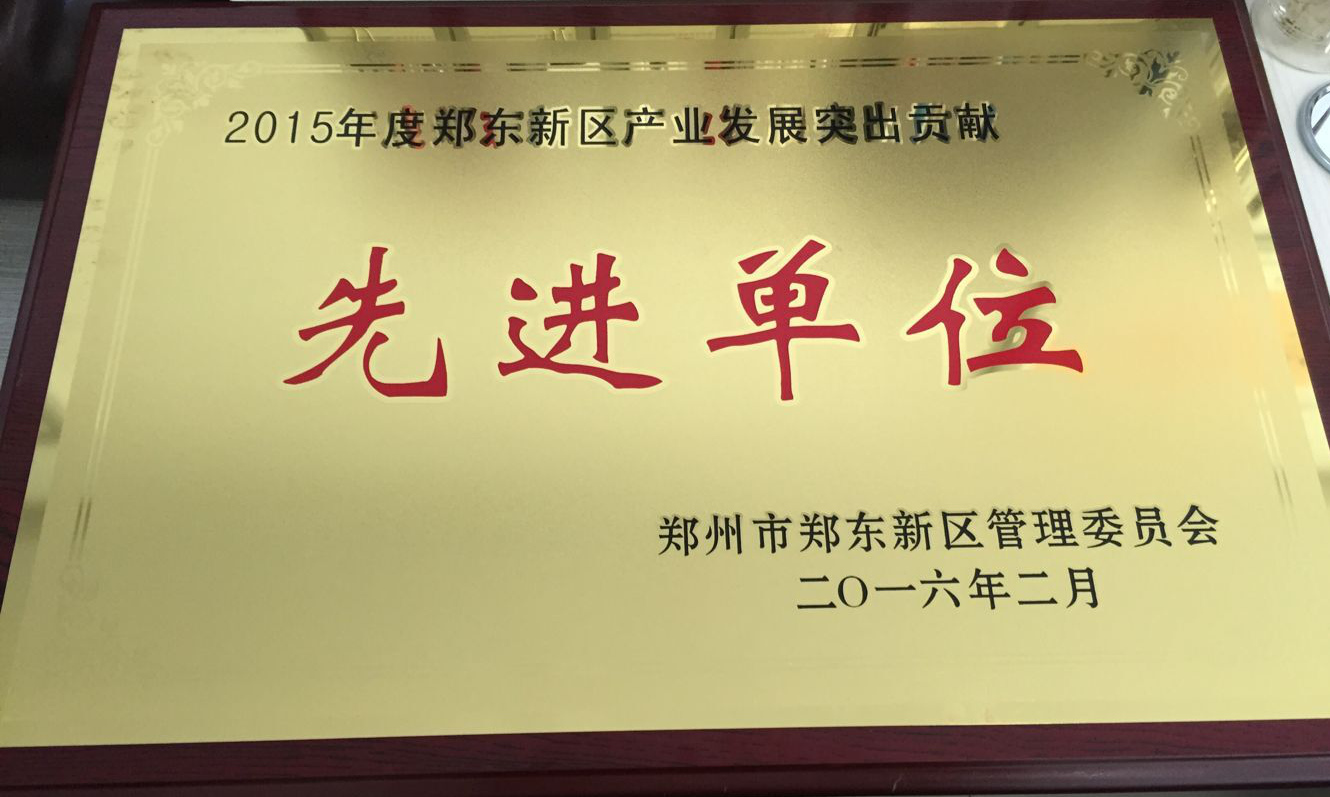 2015年度郑东新区产业发展突出贡献
先进单位
郑州市郑东新区管理委员会
二〇一六年二月